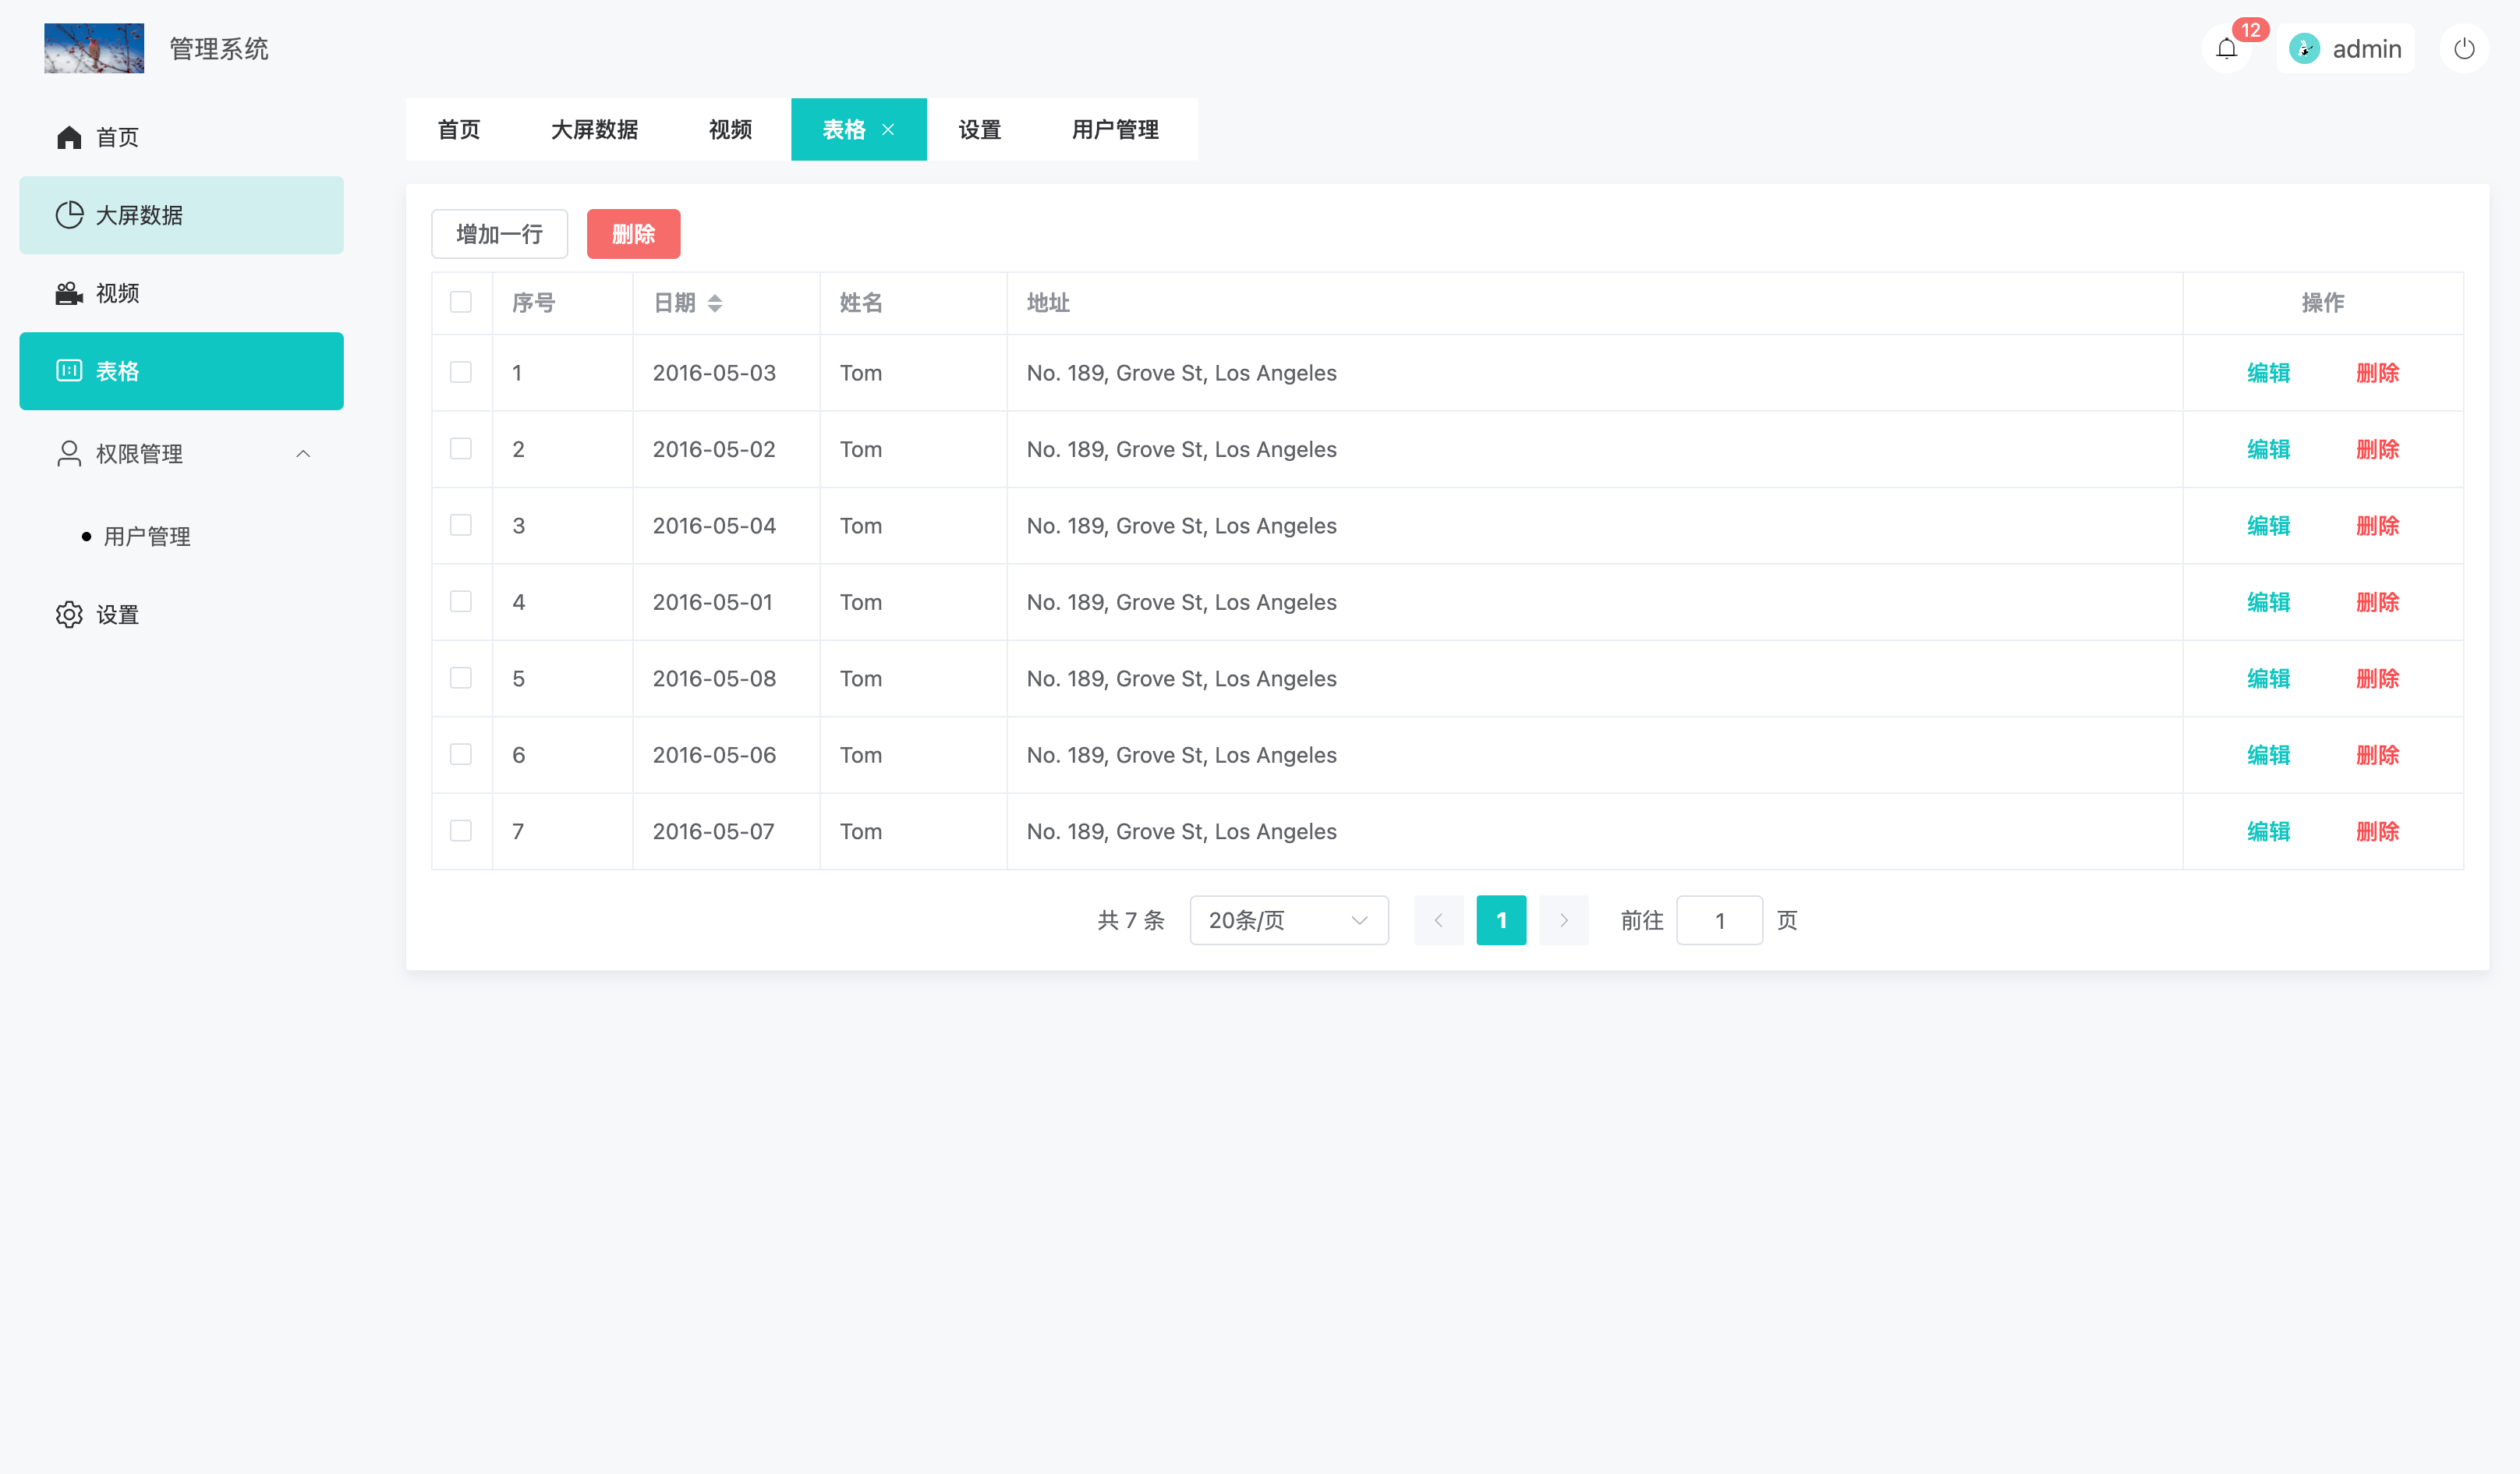 管理系统
12
admin
首页
大屏数据
视频
表格
权限管理
用户管理
设置
首页 大屏数据 视频 表格 设置 用户管理
增加一行 删除
序号 日期 姓名 地址 操作
1 2016-05-03 Tom No. 189, Grove St, Los Angeles 编辑 删除
2 2016-05-02 Tom No. 189, Grove St, Los Angeles 编辑 删除
3 2016-05-04 Tom No. 189, Grove St, Los Angeles 编辑 删除
4 2016-05-01 Tom No. 189, Grove St, Los Angeles 编辑 删除
5 2016-05-08 Tom No. 189, Grove St, Los Angeles 编辑 删除
6 2016-05-06 Tom No. 189, Grove St, Los Angeles 编辑 删除
7 2016-05-07 Tom No. 189, Grove St, Los Angeles 编辑 删除
共 7 条 20条/页 1 前往 1 页